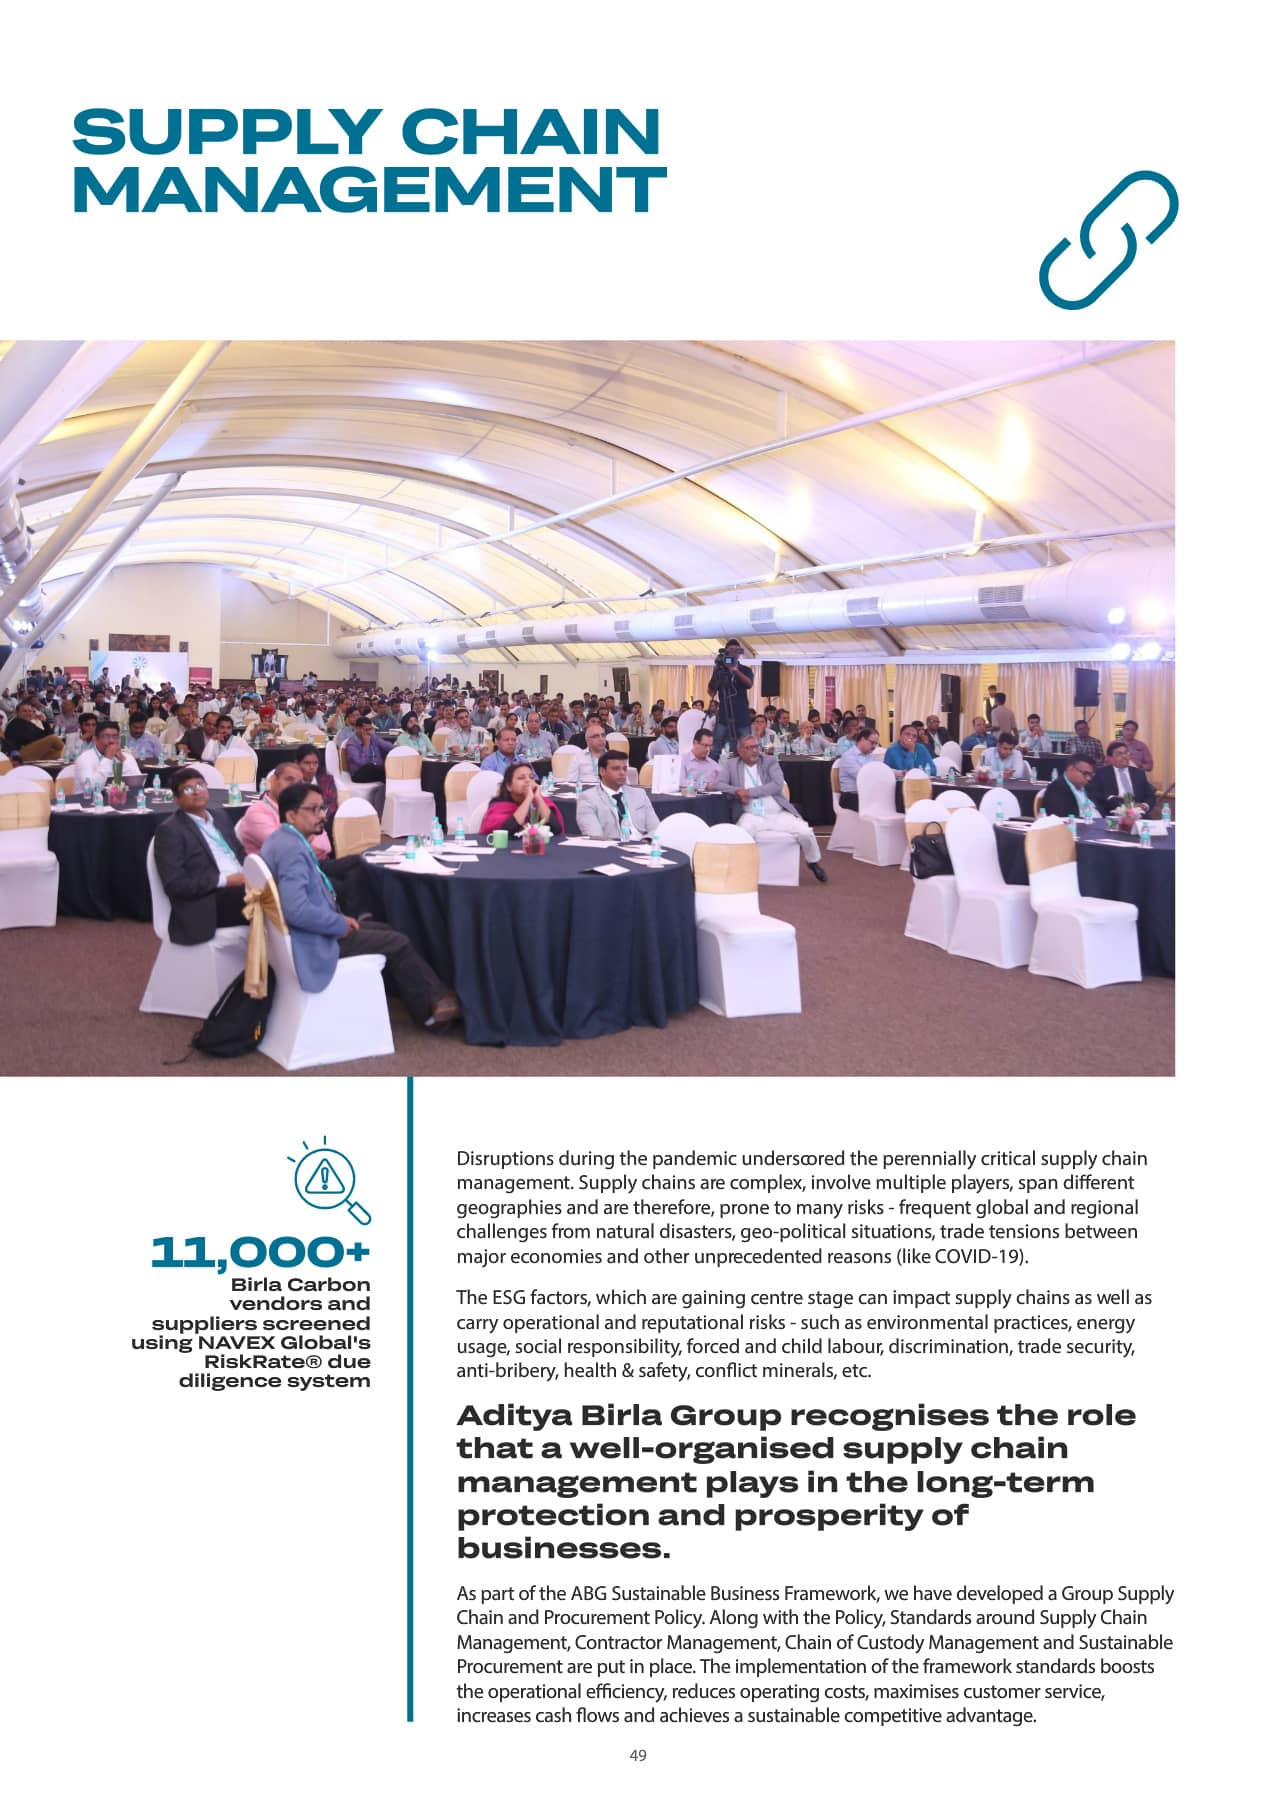 SUPPLY CHAIN
MANAGEMENT
11,000+
Birla Carbon
vendors and
suppliers screened
using NAVEX Global's
RiskRate® due
diligence system
Disruptions during the pandemic underscored the perennially critical supply chain
management. Supply chains are complex, involve multiple players, span different
geographies and are therefore, prone to many risks - frequent global and regional
challenges from natural disasters, geo-political situations, trade tensions between
major economies and other unprecedented reasons (like COVID-19).
The ESG factors, which are gaining centre stage can impact supply chains as well as
carry operational and reputational risks - such as environmental practices, energy
usage, social responsibility, forced and child labour, discrimination, trade security,
anti-bribery, health & safety, conflict minerals, etc.
Aditya Birla Group recognises the role
that a well-organised supply chain
management plays in the long-term
protection and prosperity of
businesses.
As part of the ABG Sustainable Business Framework, we have developed a Group Supply
Chain and Procurement Policy. Along with the Policy, Standards around Supply Chain
Management, Contractor Management, Chain of Custody Management and Sustainable
Procurement are put in place. The implementation of the framework standards boosts
the operational efficiency, reduces operating costs, maximises customer service,
increases cash flows and achieves a sustainable competitive advantage.
49